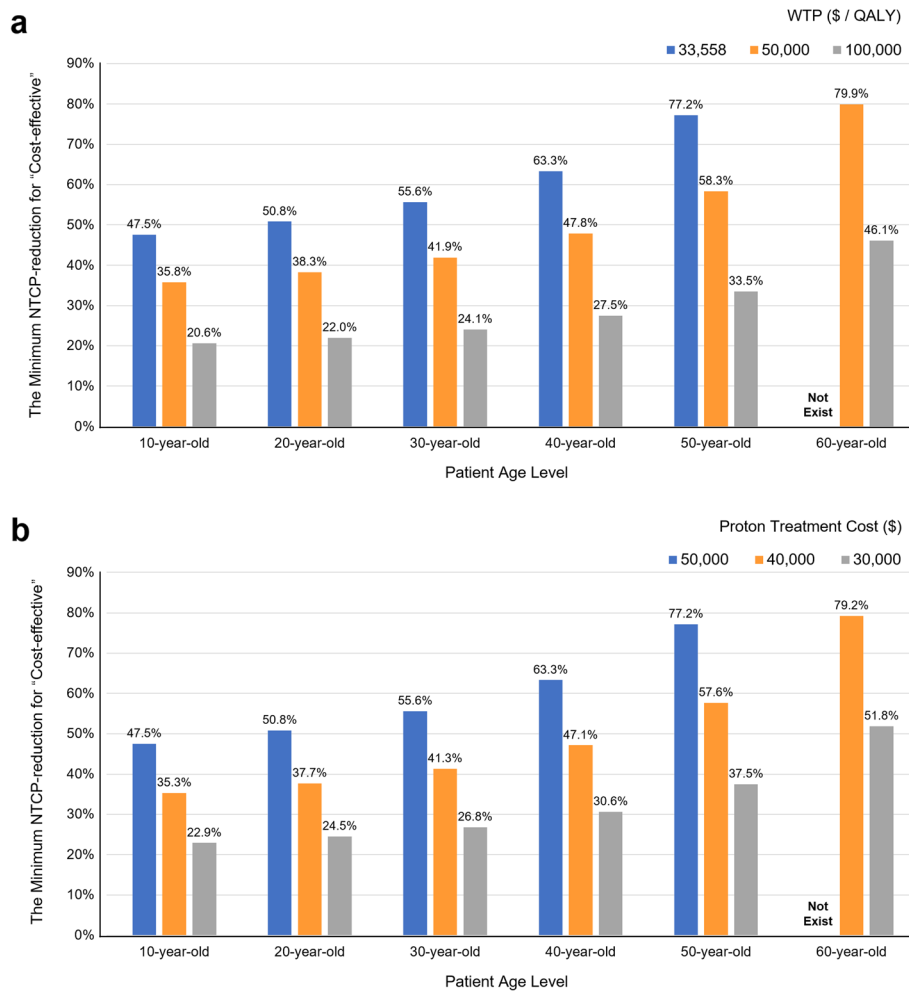 a
WTP ($ / QALY)
33,558 50,000 100,000
The Minimum NTCP-reduction for “Cost-effective”
90%
80%
70%
60%
50%
40%
30%
20%
10%
0%
47.5% 35.8% 20.6%
50.8% 38.3% 22.0%
55.6% 41.9% 24.1%
63.3% 47.8% 27.5%
77.2% 58.3% 33.5%
Not
Exist
79.9% 46.1%
10-year-old 20-year-old 30-year-old 40-year-old 50-year-old 60-year-old
Patient Age Level
b
Proton Treatment Cost ($)
50,000 40,000 30,000
The Minimum NTCP-reduction for “Cost-effective”
90%
80%
70%
60%
50%
40%
30%
20%
10%
0%
47.5% 35.3% 22.9%
50.8% 37.7% 24.5%
55.6% 41.3% 26.8%
63.3% 47.1% 30.6%
77.2% 57.6% 37.5%
Not
Exist
79.2% 51.8%
10-year-old 20-year-old 30-year-old 40-year-old 50-year-old 60-year-old
Patient Age Level